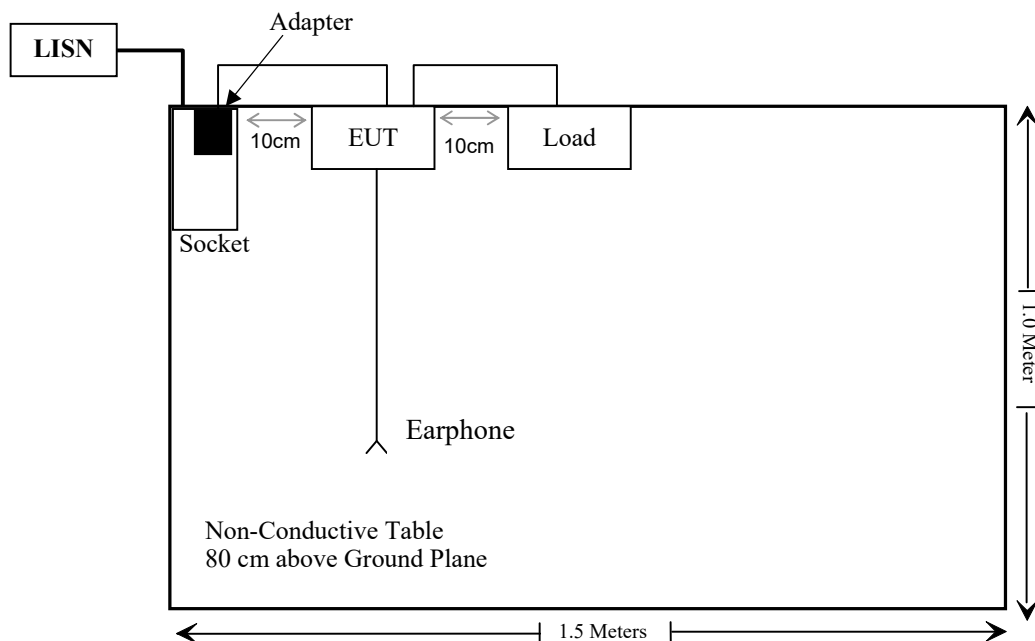 Adapter
LISN
10cm
EUT
10cm
Load
Socket
1.0 Meter
Earphone
Non-Conductive Table
80 cm above Ground Plane
1.5 Meters